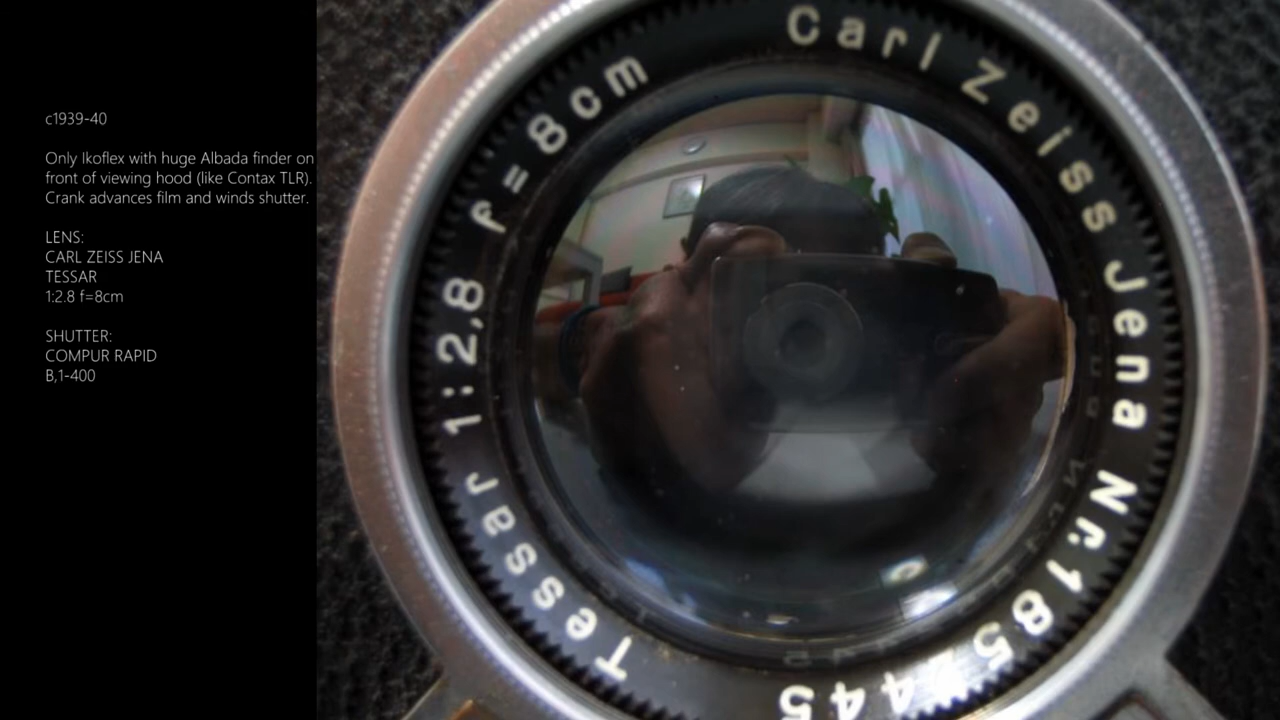 c1939-40
Only Ikoflex with huge Albada finder on
front of viewing hood (like Contax TLR).
Crank advances film and winds shutter.
LENS:
CARL ZEISS JENA
TESSAR
1:2.8 f=8cm
SHUTTER:
COMPUR RAPID
B,1-400
Carl Zeiss Jena Nr.1852445
Tessar 1:2,8 f=8cm